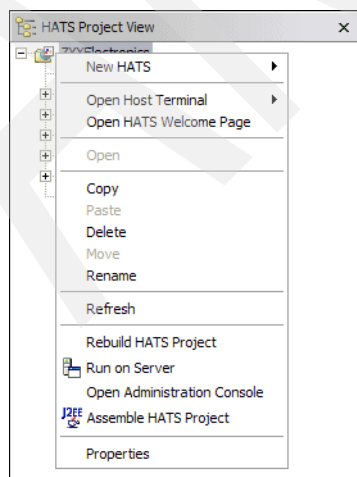 HATS Project View
ZYXElectronics
New HATS
Open Host Terminal
Open HATS Welcome Page
Open
Copy
Paste
Delete
Move
Rename
Refresh
Rebuild HATS Project
Run on Server
Open Administration Console
J2EE Assemble HATS Project
Properties